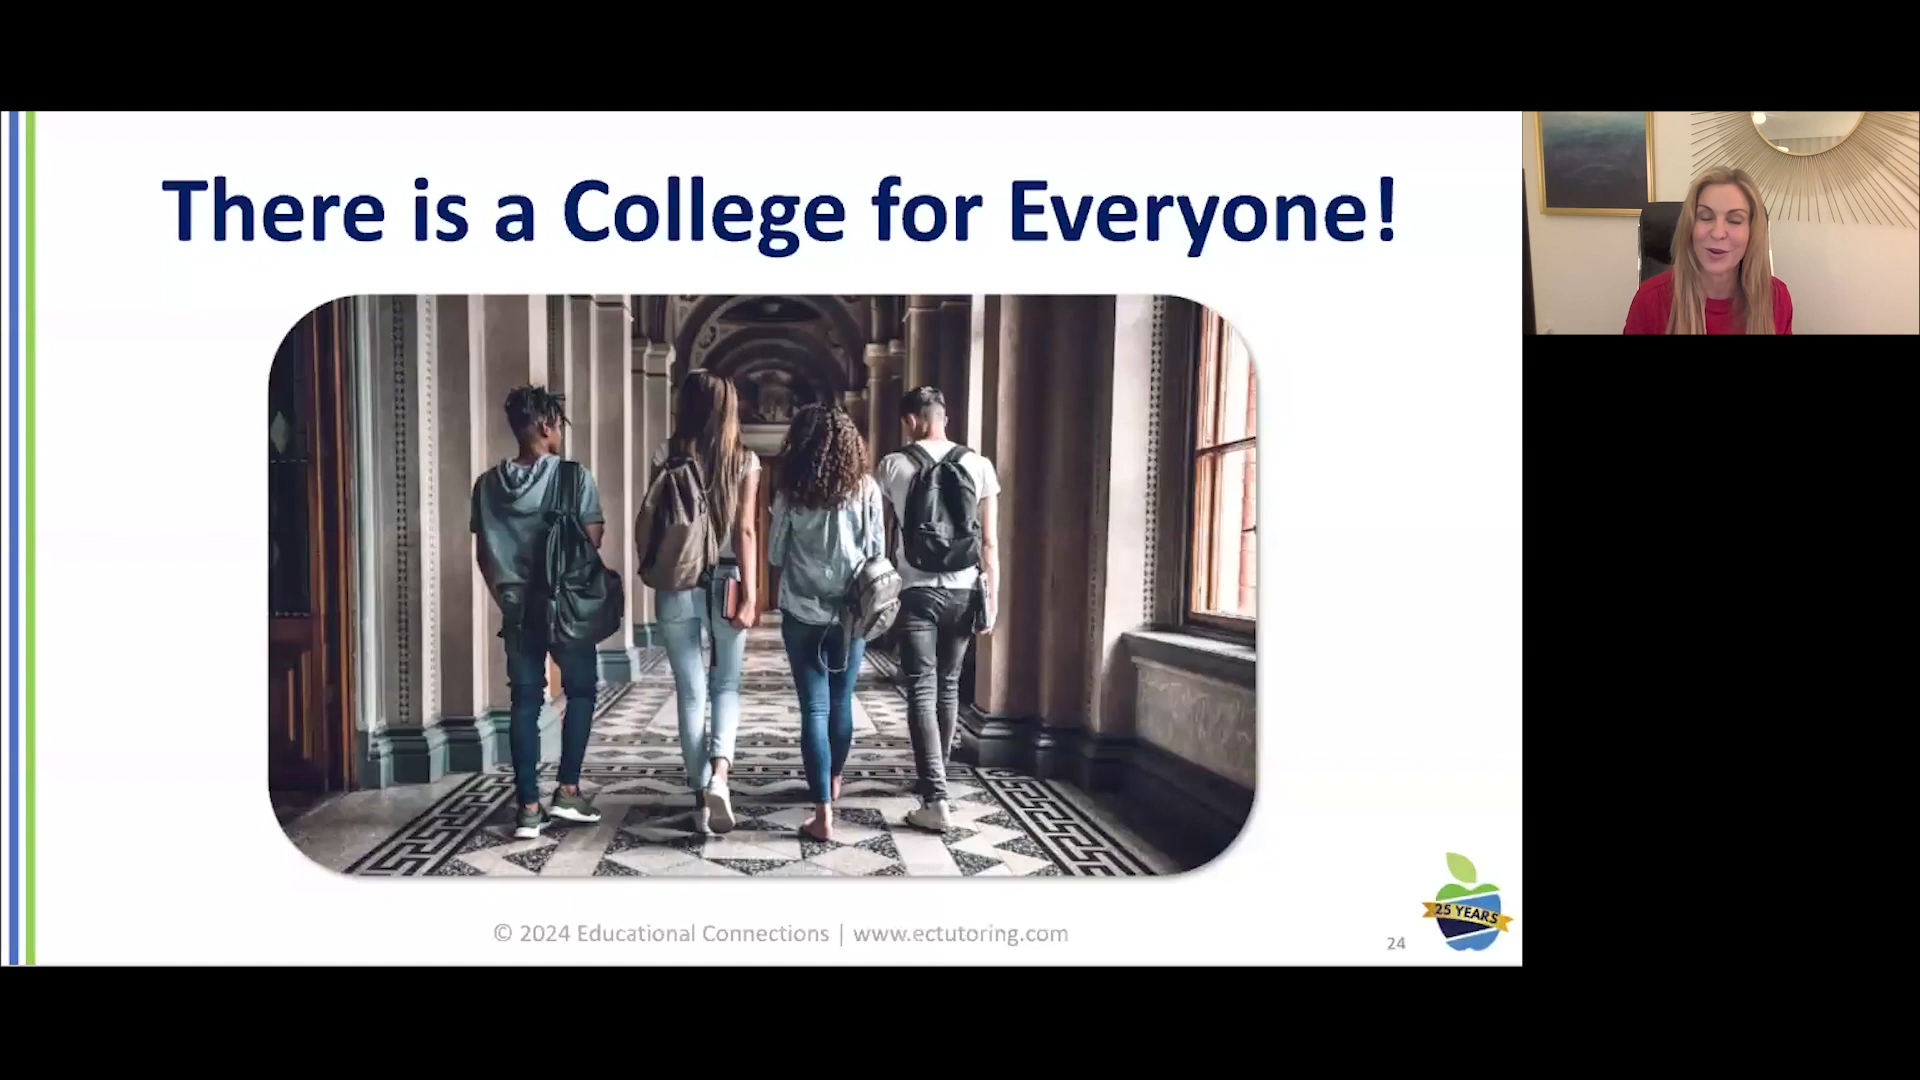 There is a College for Everyone!
© 2024 Educational Connections | www.ectutoring.com
24
25 YEARS